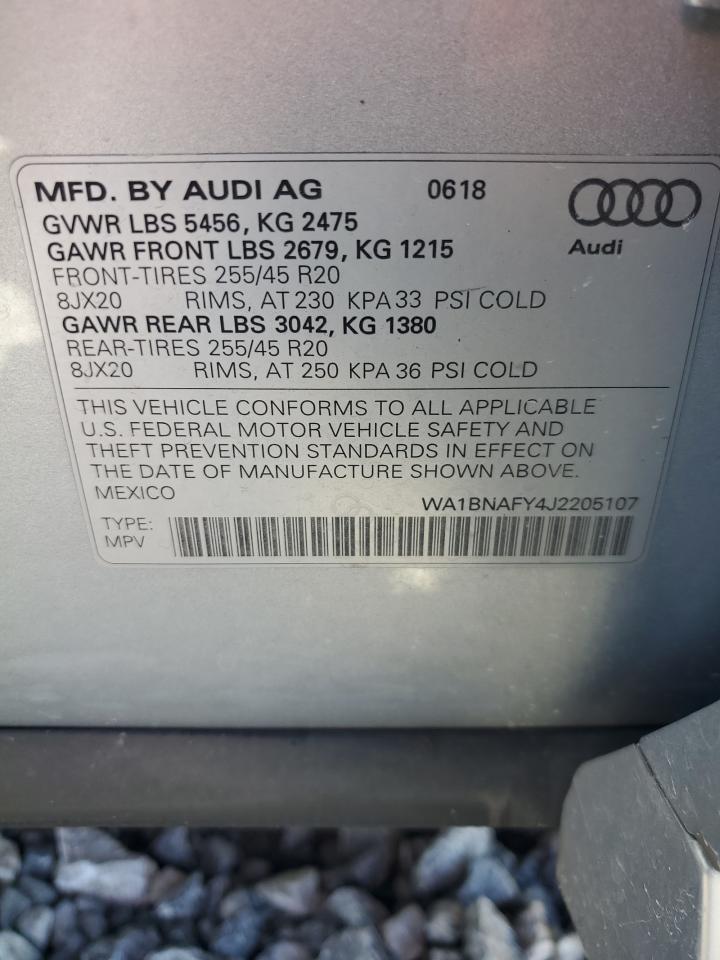 MFD. BY AUDI AG 0618
GVWR LBS 5456, KG 2475
GAWR FRONT LBS 2679, KG 1215
Audi
FRONT-TIRES 255/45 R20
8JX20 RIMS, AT 230 KPA 33 PSI COLD
GAWR REAR LBS 3042, KG 1380
REAR-TIRES 255/45 R20
8JX20 RIMS, AT 250 KPA 36 PSI COLD
THIS VEHICLE CONFORMS TO ALL APPLICABLE
U.S. FEDERAL MOTOR VEHICLE SAFETY AND
THEFT PREVENTION STANDARDS IN EFFECT ON
THE DATE OF MANUFACTURE SHOWN ABOVE.
MEXICO
WA1BNAFY4J2205107
TYPE:
MPV